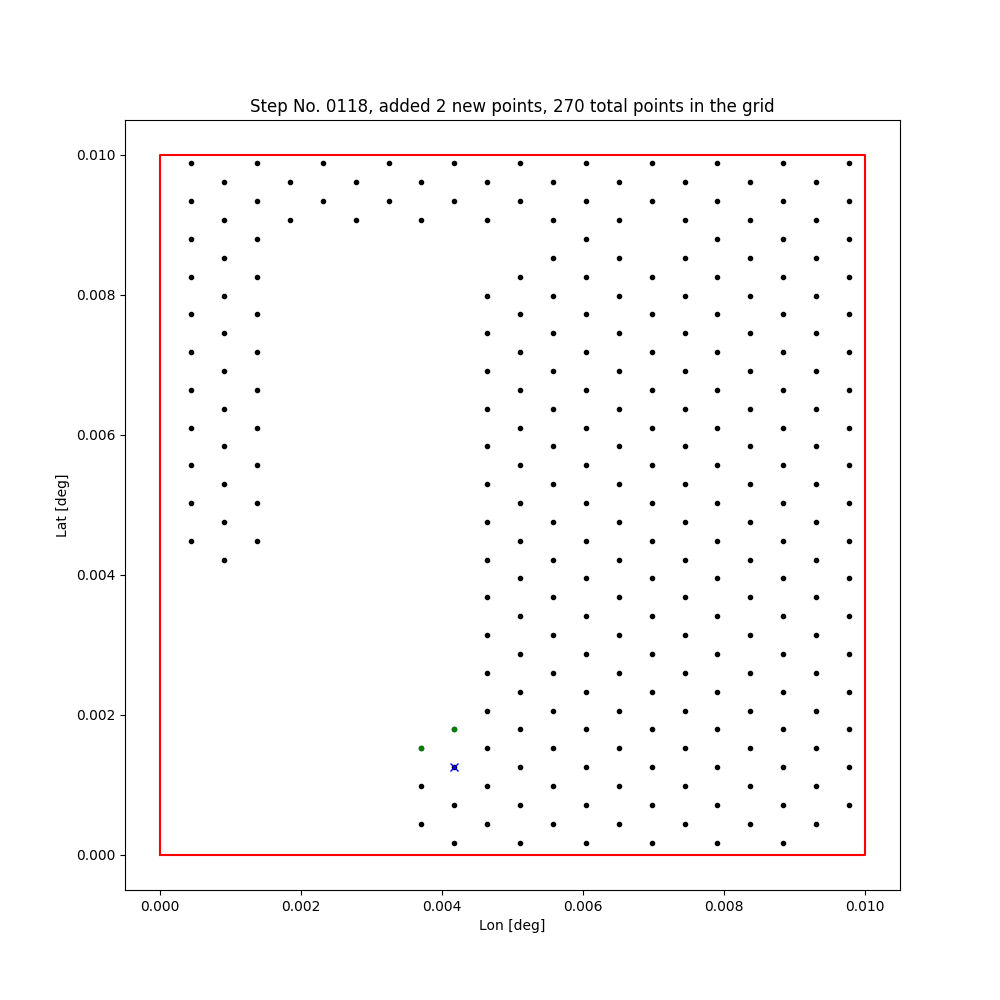 Step No. 0118, added 2 new points, 270 total points in the grid
0.010
0.008
0.006
0.004
0.002
0.000
Lat [deg]
0.000 0.002 0.004 0.006 0.008 0.010
Lon [deg]